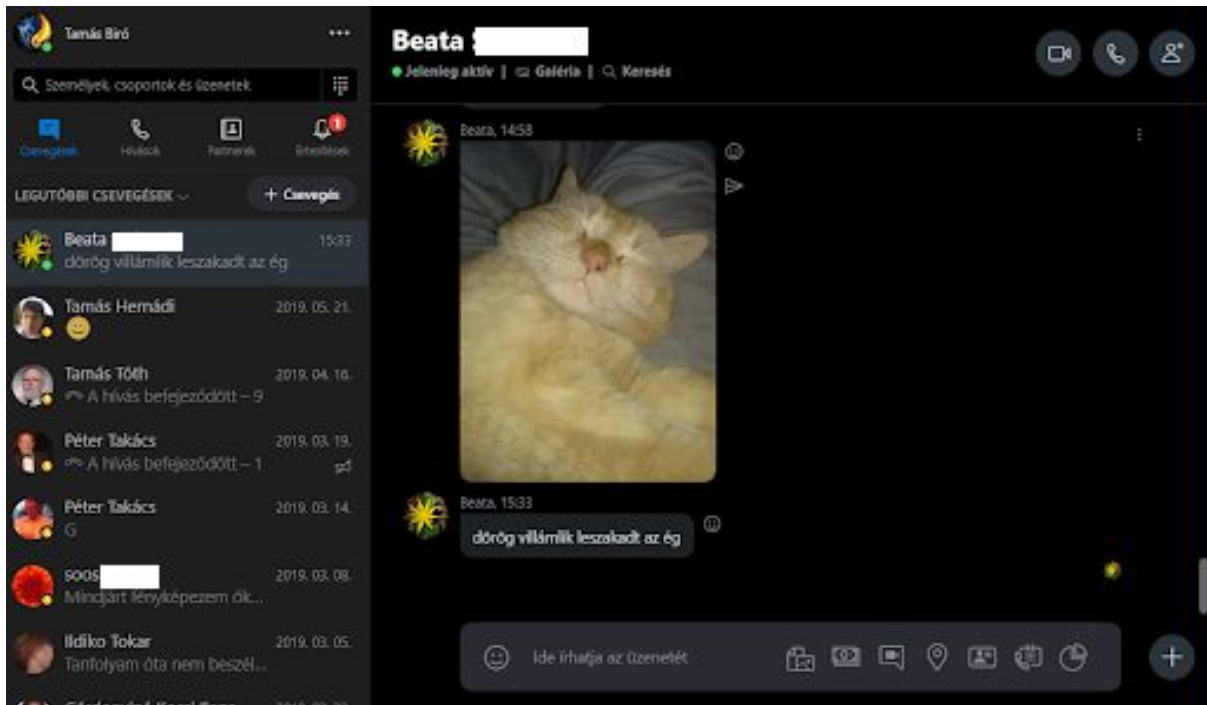 Tamás Bíró
Személyek, csoportok és üzenetek
Csevegések
Hívások
Partnerek
Értesítések
1
LEGUTÓBBI CSEVEGÉSEK
+ Csevegés
Beata
15:33
dörög villámlik leszakadt az ég
Tamás Hernádi
2019. 05. 21.
Tamás Tóth
2019. 04. 16.
A hívás befejeződött – 9
Péter Takács
2019. 03. 19.
A hívás befejeződött – 1
Péter Takács
2019. 03. 14.
G
soos
2019. 03. 08.
Mindjárt fényképezem ők...
Ildiko Tokar
2019. 03. 05.
Tanfolyam óta nem beszél...
Beata
Jelenleg aktív | Galéria | Keresés
Beata, 14:58
Beata, 15:33
dörög villámlik leszakadt az ég
Ide írhatja az üzenetét